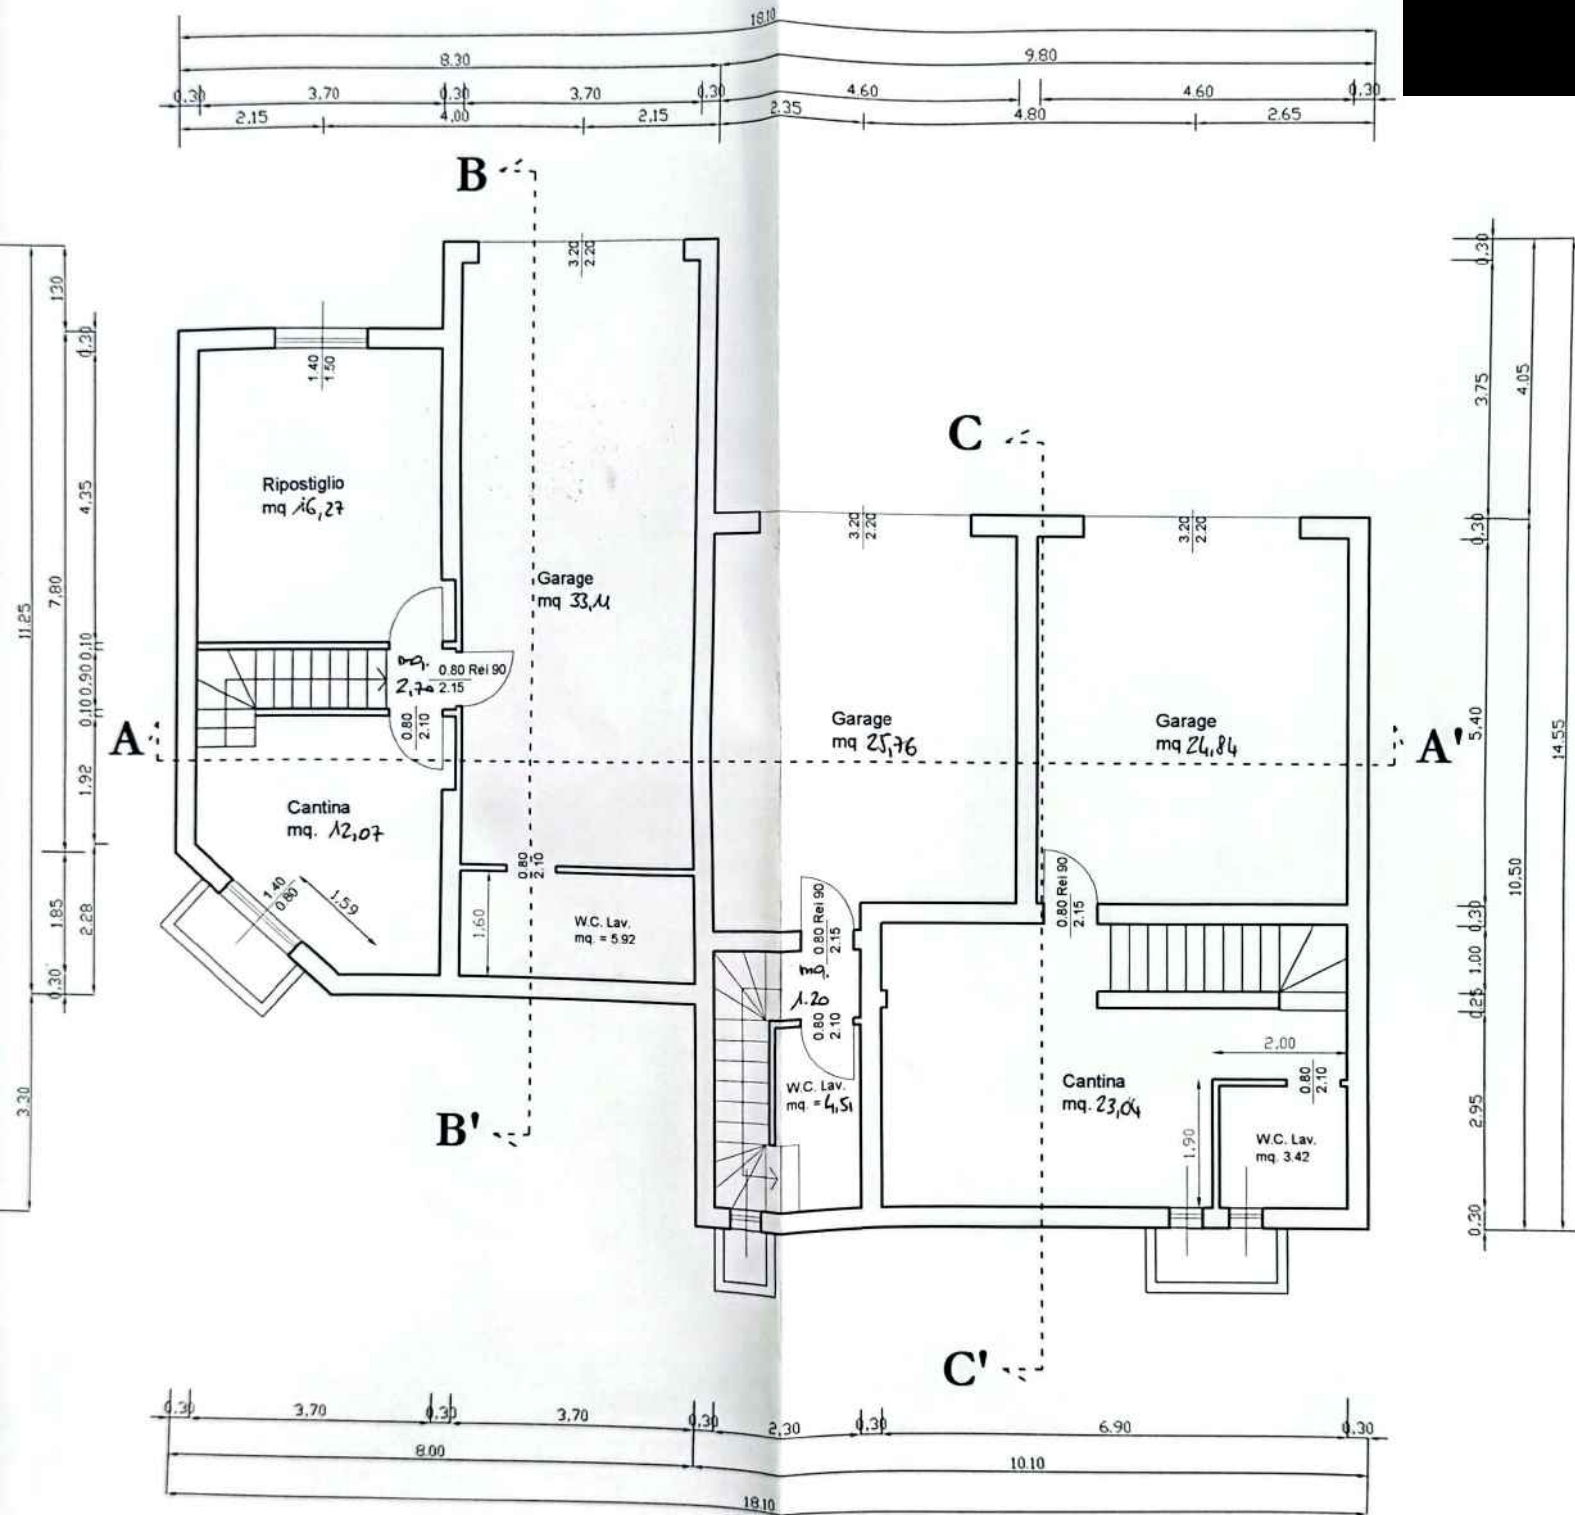 18.10
8.30
9.80
0.30
3.70
0.30
3.70
0.30
4.60
4.60
0.30
2.15
4.00
2.15
2.35
4.80
2.65
B
3.20
2.20
130
0.30
1.40
1.50
Ripostiglio
mq 16,27
4.35
7.80
11.25
0.10
0.90
0.10
1.92
1.85
2.28
0.30
3.30
Garage
mq 33,11
mq.
2,70
0.80 Rei 90
2.15
0.80
2.10
A
Cantina
mq. 12,07
1.40
0.80
1.59
0.80
2.10
1.60
W.C. Lav.
mq. = 5.92
B'
C
3.20
2.20
3.20
2.20
Garage
mq 25,76
Garage
mq 24,84
A'
0.80 Rei 90
2.15
0.80 Rei 90
2.15
mq.
1.20
0.80
2.10
W.C. Lav.
mq. = 4,51
Cantina
mq. 23,04
2.00
0.80
2.10
1.90
W.C. Lav.
mq. 3.42
C'
0.30
3.75
4.05
0.30
5.40
14.55
10.50
0.30
1.00
0.25
2.95
0.30
0.30
3.70
0.30
3.70
0.30
2.30
0.30
6.90
0.30
8.00
10.10
18.10